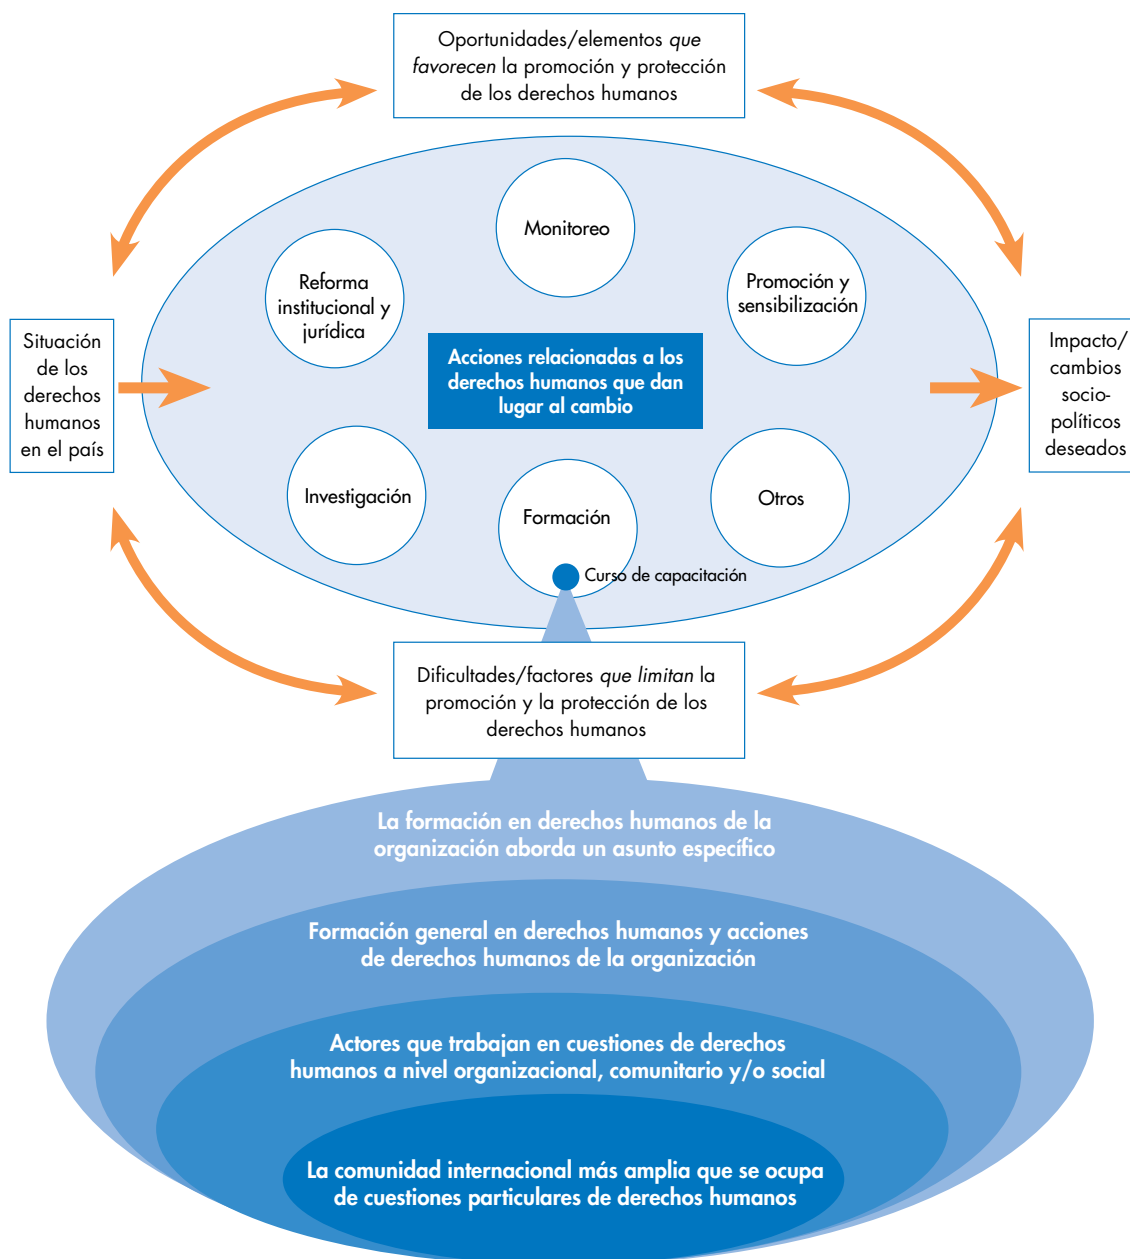 Oportunidades/elementos que
favorecen la promoción y protección
de los derechos humanos
Monitoreo
Reforma
institucional y
jurídica
Promoción y
sensibilización
Situación
de los
derechos
humanos
en el país
Acciones relacionadas a los
derechos humanos que dan
lugar al cambio
Impacto/
cambios
socio-
políticos
deseados
Investigación
Formación
Otros
Curso de capacitación
Dificultades/factores que limitan la
promoción y la protección de los
derechos humanos
La formación en derechos humanos de la
organización aborda un asunto específico
Formación general en derechos humanos y acciones
de derechos humanos de la organización
Actores que trabajan en cuestiones de derechos
humanos a nivel organizacional, comunitario y/o social
La comunidad internacional más amplia que se ocupa
de cuestiones particulares de derechos humanos